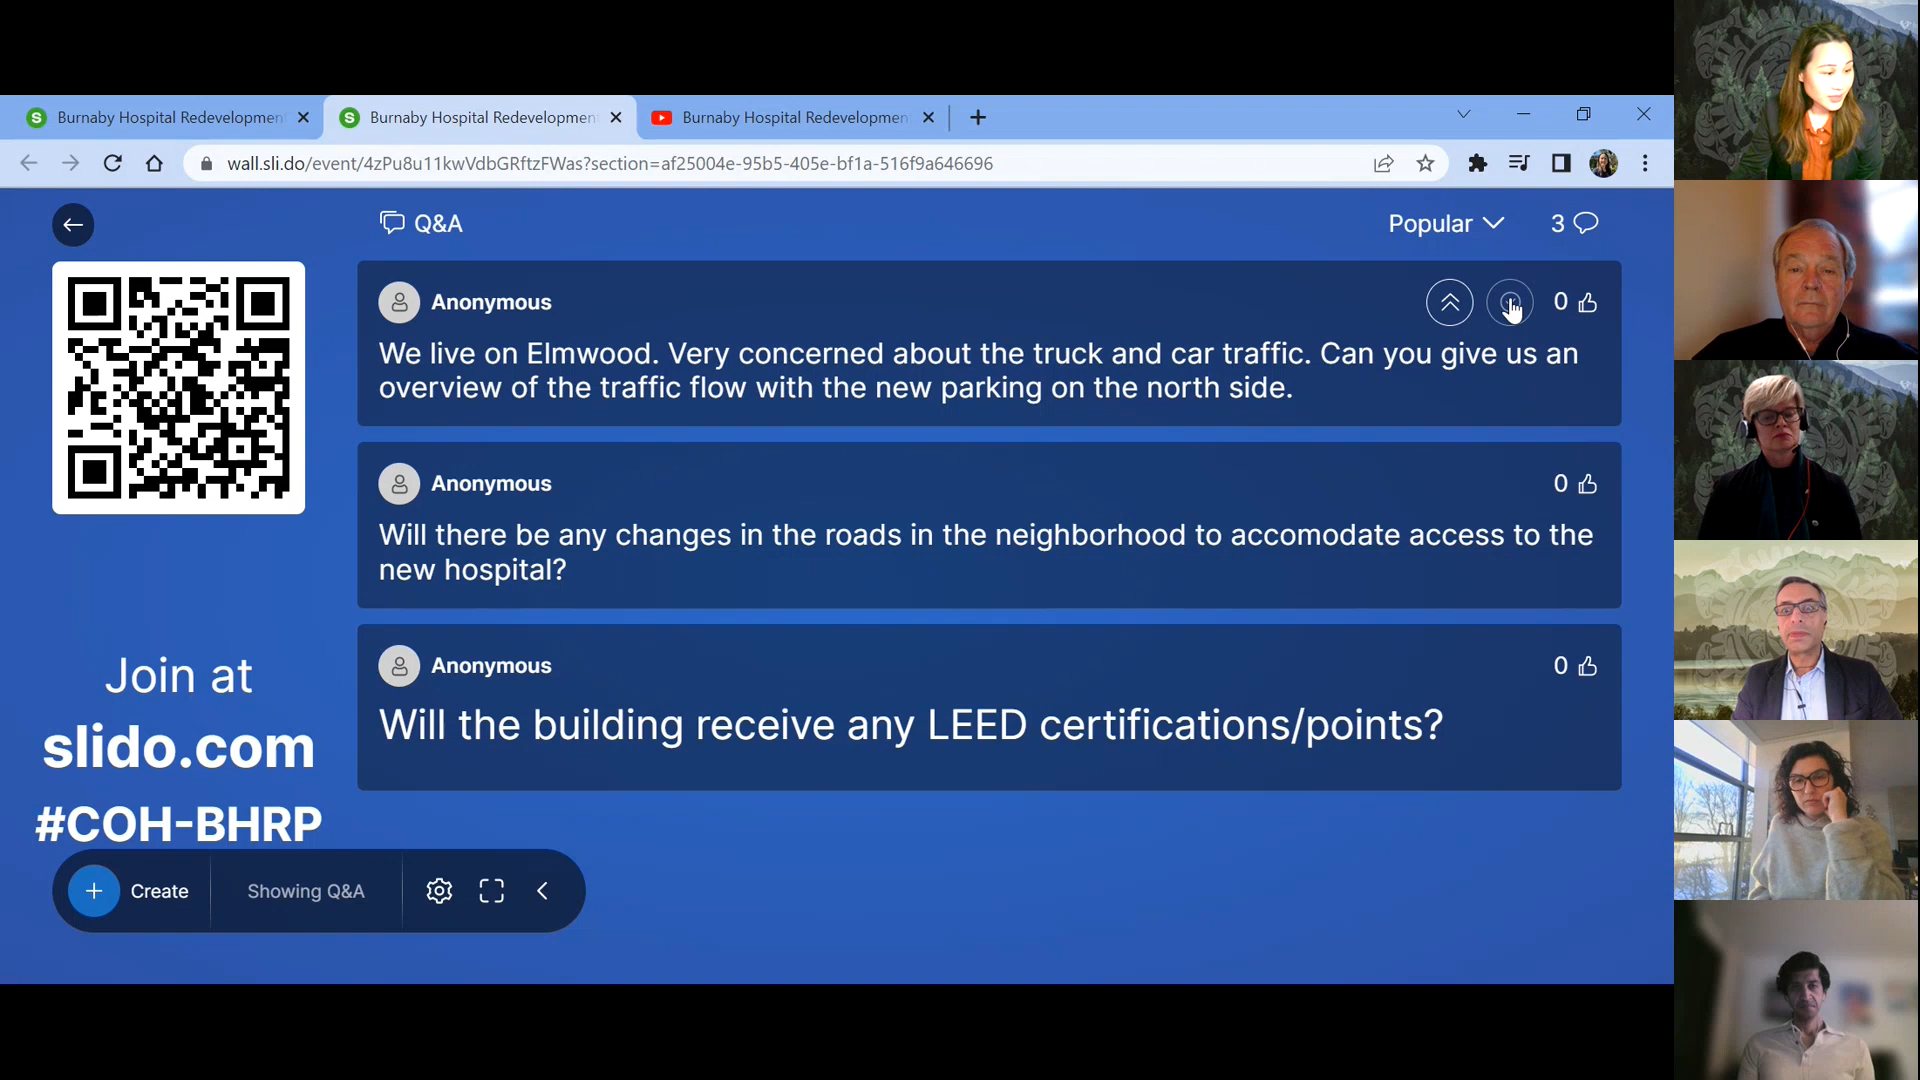 Burnaby Hospital Redevelopmen
Burnaby Hospital Redevelopmen
Burnaby Hospital Redevelopmen
wall.sli.do/event/4zPu8u11kwVdbGRftzFWas?section=af25004e-95b5-405e-bf1a-516f9a646696
Q&A
Popular
3
Anonymous
0
We live on Elmwood. Very concerned about the truck and car traffic. Can you give us an
overview of the traffic flow with the new parking on the north side.
Anonymous
0
Will there be any changes in the roads in the neighborhood to accomodate access to the
new hospital?
Anonymous
0
Will the building receive any LEED certifications/points?
Join at
slido.com
#COH-BHRP
Create
Showing Q&A